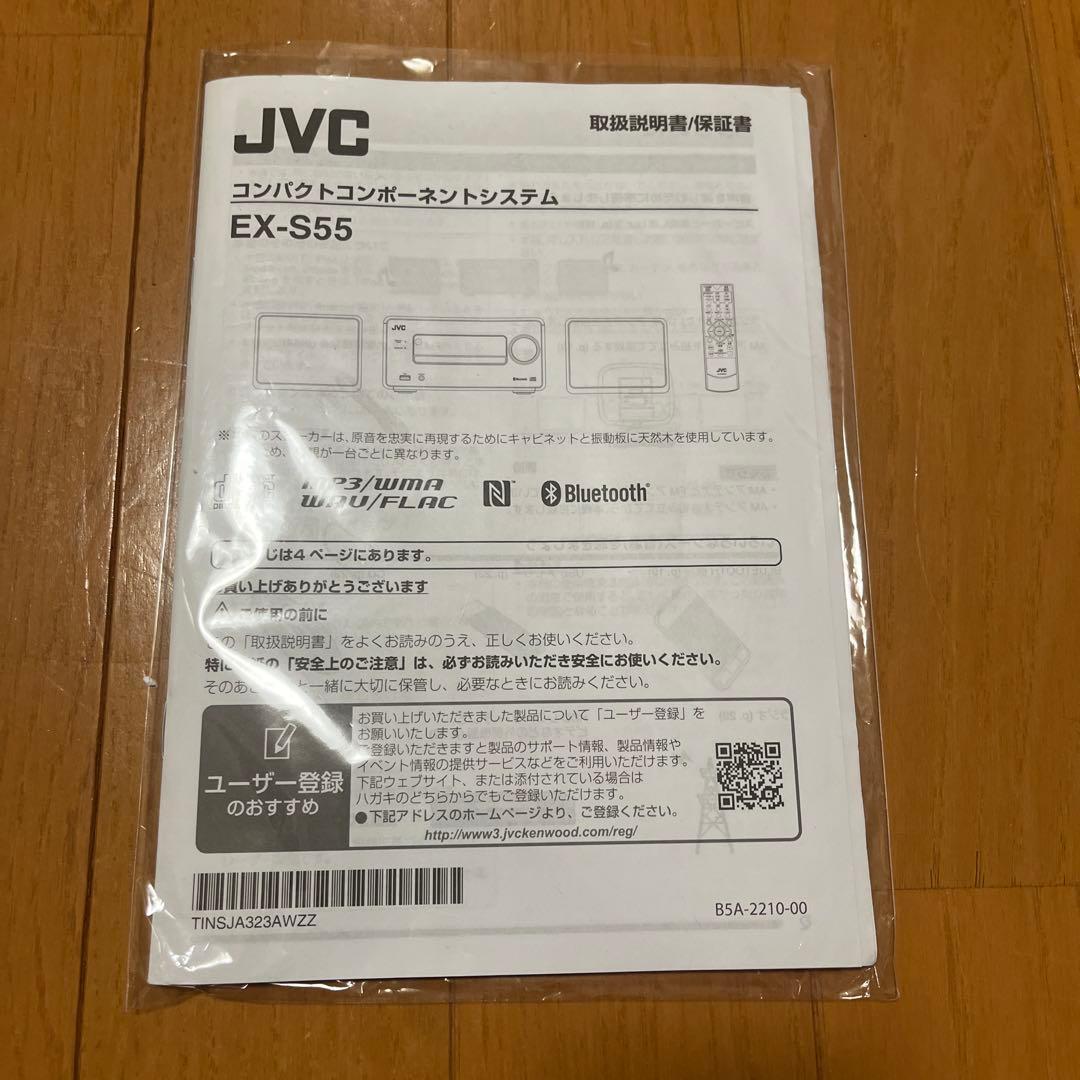 JVC
取扱説明書/保証書
コンパクトコンポーネントシステム
EX-S55
JVC
Bluetooth
JVC
※ のスピーカーは、原音を忠実に再現するためにキャビネットと振動板に天然木を使用しています。
ため、 観が一台ごとに異なります。
MP3/WMA
WAV/FLAC
Bluetooth®
じは4ページにあります。
買い上げありがとうございます
ご使用の前に
この「取扱説明書」をよくお読みのうえ、正しくお使いください。
特に の「安全上のご注意」は、必ずお読みいただき安全にお使いください。
そのあと と一緒に大切に保管し、必要なときにお読みください。
ユーザー登録
のおすすめ
お買い上げいただきました製品について「ユーザー登録」を
お願いいたします。
ご登録いただきますと製品のサポート情報、製品情報や
イベント情報の提供サービスなどをご利用いただけます。
下記ウェブサイト、または添付されている場合は
ハガキのどちらからでもご登録いただけます。
●下記アドレスのホームページより、ご登録ください。
http://www3.jvckenwood.com/reg/
TINSJA323AWZZ
B5A-2210-00